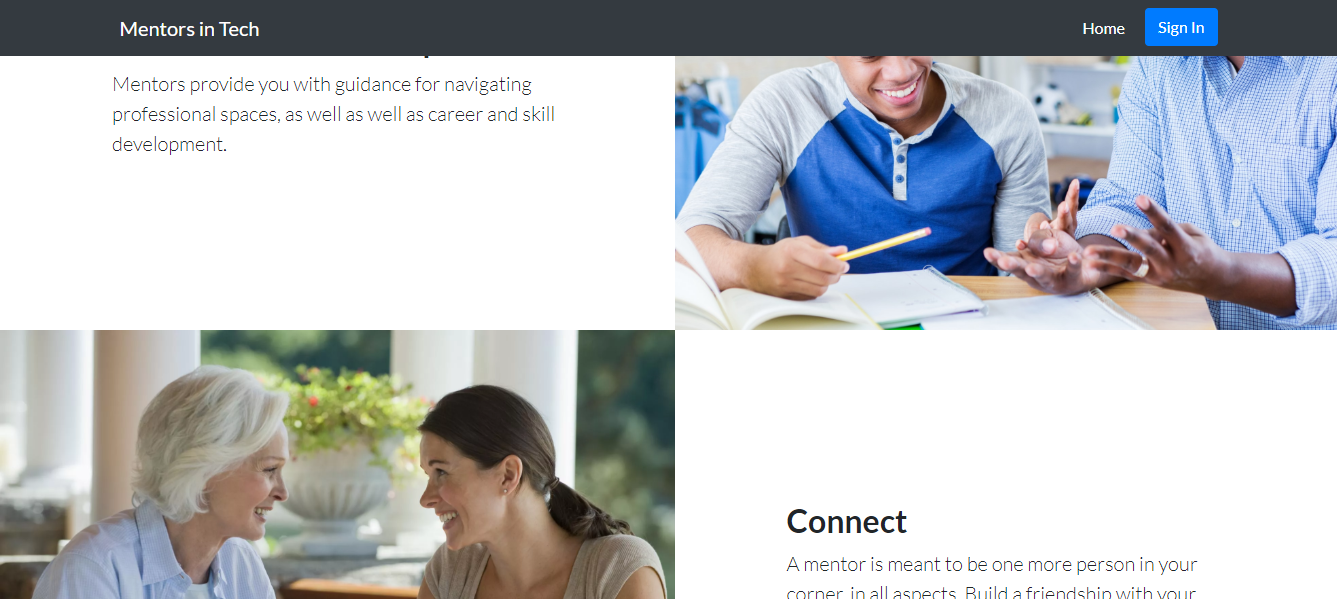 Mentors in Tech
Home
Sign In
Mentors provide you with guidance for navigating
professional spaces, as well as well as career and skill
development.
Connect
A mentor is meant to be one more person in your
corner, in all aspects. Build a friendship with your